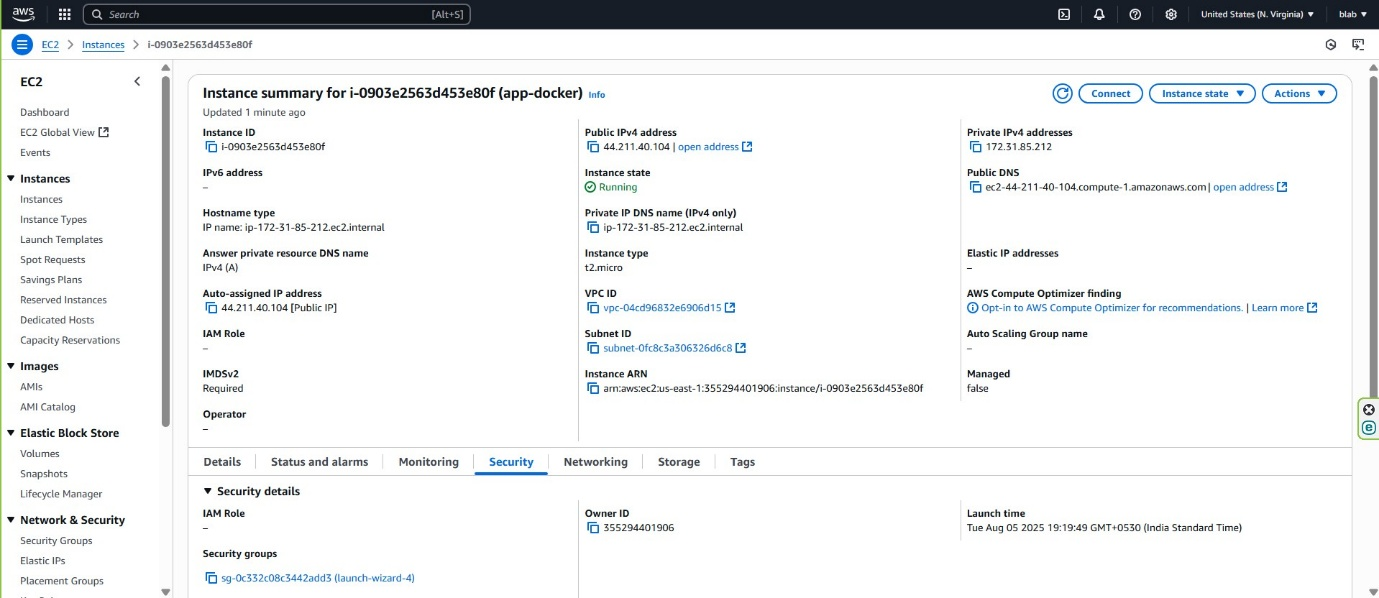 aws
Search
[Alt+S]
United States (N. Virginia)
blab
EC2
Instances
i-0903e2563d453e80f
EC2
Dashboard
EC2 Global View
Events
Instances
Instances
Instance Types
Launch Templates
Spot Requests
Savings Plans
Reserved Instances
Dedicated Hosts
Capacity Reservations
Images
AMIs
AMI Catalog
Elastic Block Store
Volumes
Snapshots
Lifecycle Manager
Network & Security
Security Groups
Elastic IPs
Placement Groups
Instance summary for i-0903e2563d453e80f (app-docker) Info
Updated 1 minute ago
Connect
Instance state
Actions
Instance ID
i-0903e2563d453e80f
IPv6 address
–
Hostname type
IP name: ip-172-31-85-212.ec2.internal
Answer private resource DNS name
IPv4 (A)
Auto-assigned IP address
44.211.40.104 [Public IP]
IAM Role
–
IMDSv2
Required
Operator
–
Public IPv4 address
44.211.40.104 | open address
Instance state
Running
Private IP DNS name (IPv4 only)
ip-172-31-85-212.ec2.internal
Instance type
t2.micro
VPC ID
vpc-04cd96832e6906d15
Subnet ID
subnet-0fc8c3a306326d6c8
Instance ARN
arn:aws:ec2:us-east-1:355294401906:instance/i-0903e2563d453e80f
Private IPv4 addresses
172.31.85.212
Public DNS
ec2-44-211-40-104.compute-1.amazonaws.com | open address
Elastic IP addresses
–
AWS Compute Optimizer finding
Opt-in to AWS Compute Optimizer for recommendations. | Learn more
Auto Scaling Group name
–
Managed
false
Details
Status and alarms
Monitoring
Security
Networking
Storage
Tags
Security details
IAM Role
–
Owner ID
355294401906
Launch time
Tue Aug 05 2025 19:19:49 GMT+0530 (India Standard Time)
Security groups
sg-0c332c08c3442add3 (launch-wizard-4)